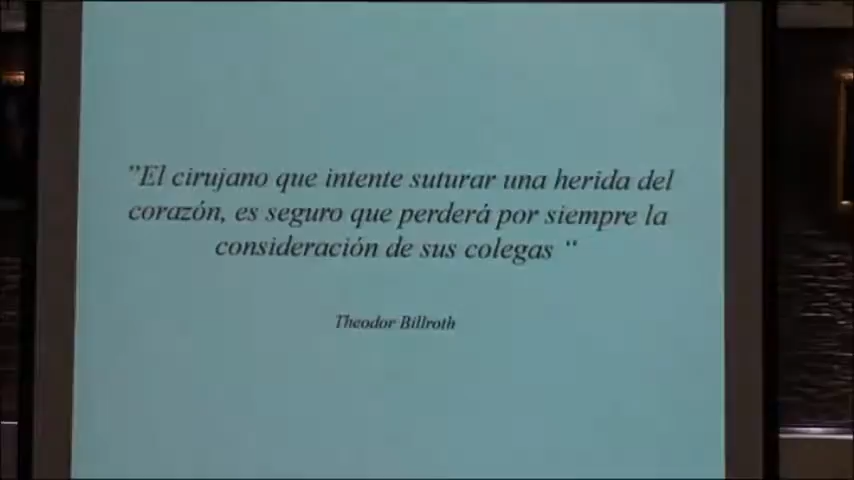 "El cirujano que intente suturar una herida del
corazón, es seguro que perderá por siempre la
consideración de sus colegas “
Theodor Billroth